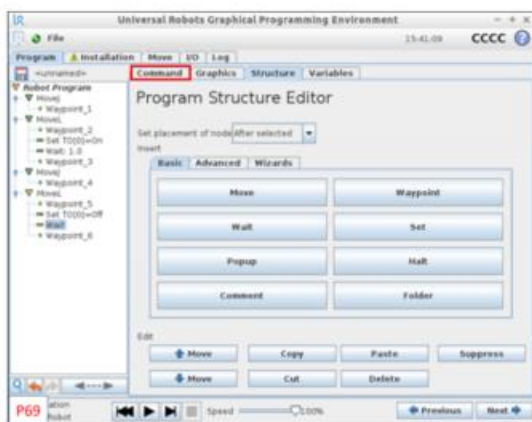 Universal Robots Graphical Programming Environment
File
15:41:09
CCCC
?
Program
Installation
Move
I/O
Log
<unnamed>
Command
Graphics
Structure
Variables
Robot Program
MoveJ
Waypoint_1
MoveL
Waypoint_2
Set TO[0]=On
Wait: 1.0
Waypoint_3
MoveJ
Waypoint_4
MoveL
Waypoint_5
Set TO[0]=Off
Wait
Waypoint_6
Program Structure Editor
Set placement of node
After selected
Insert
Basic
Advanced
Wizards
Move
Waypoint
Wait
Set
Popup
Halt
Comment
Folder
Edit
Move
Copy
Paste
Suppress
Move
Cut
Delete
P69
ation
Robot
Speed
100%
Previous
Next